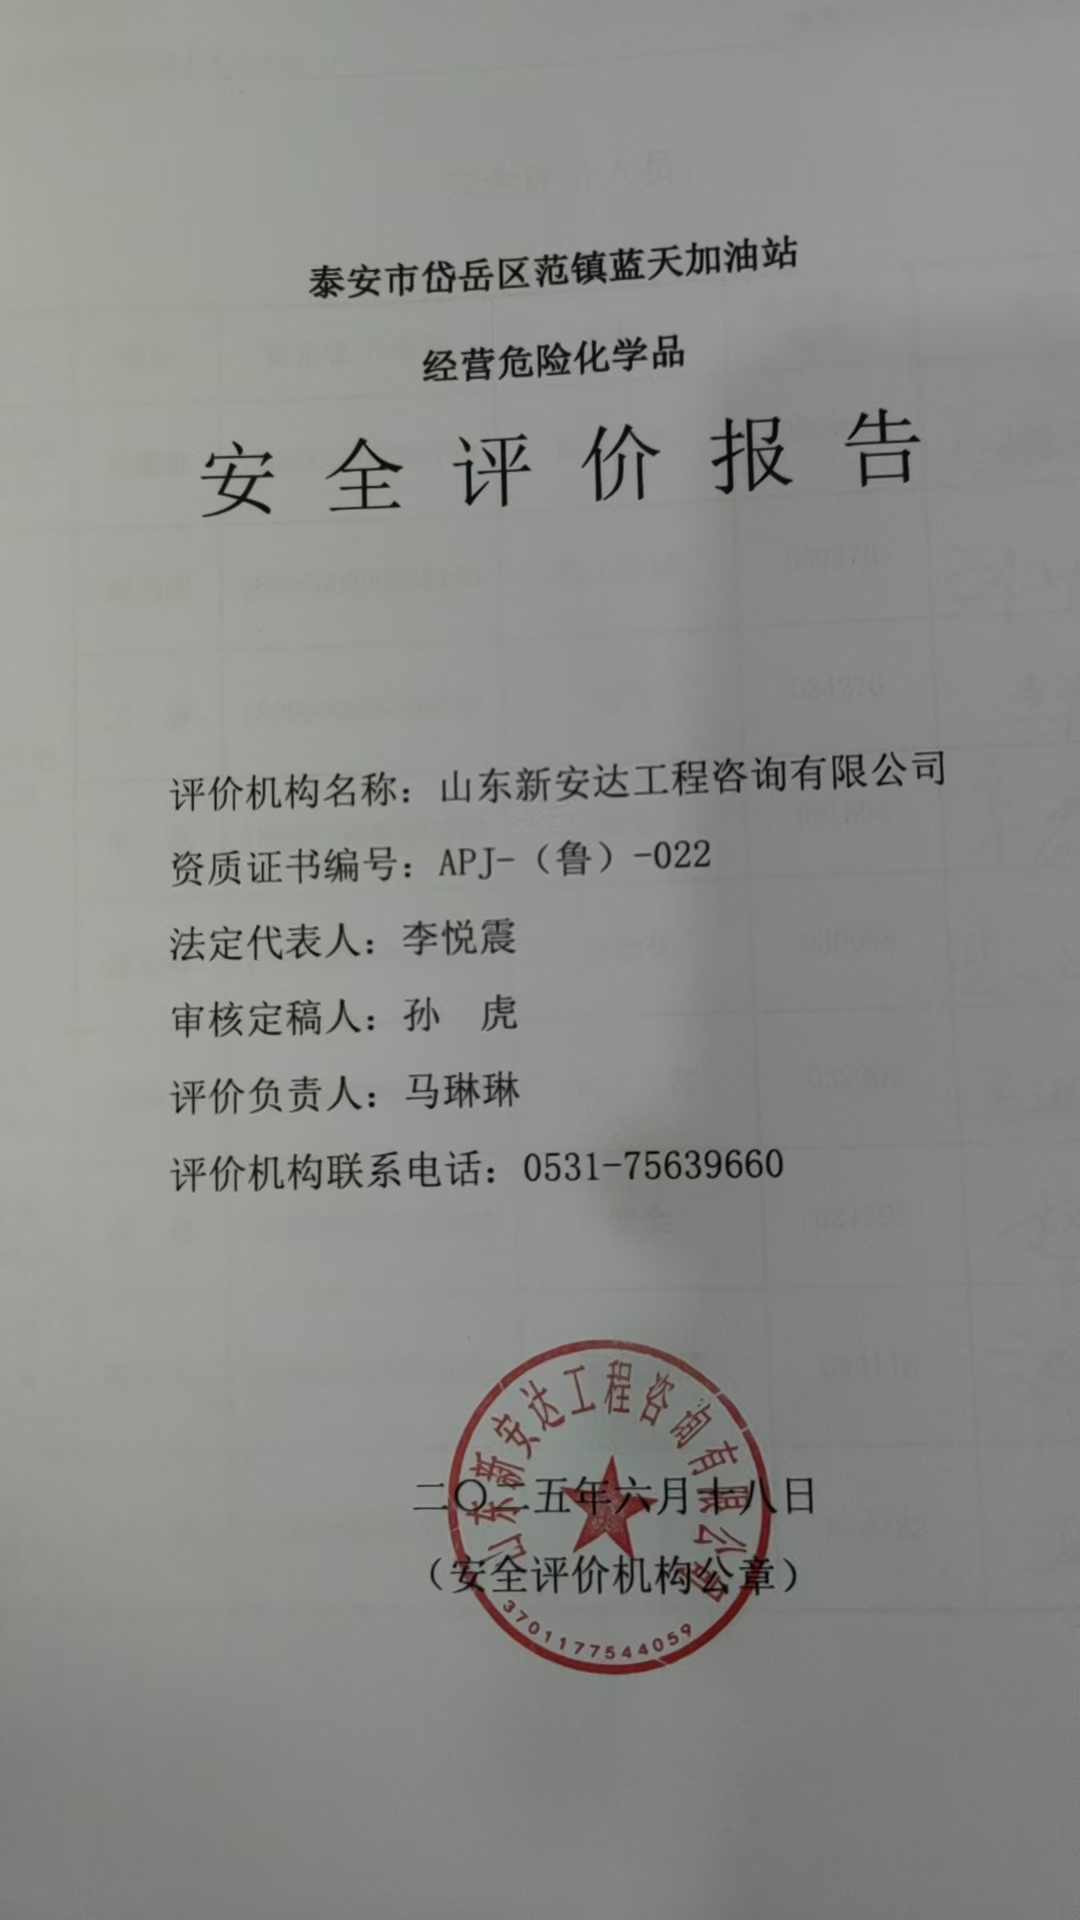 泰安市岱岳区范镇蓝天加油站
经营危险化学品
安全评价报告
评价机构名称：山东新安达工程咨询有限公司
资质证书编号：APJ-（鲁）-022
法定代表人：李悦震
审核定稿人：孙　虎
评价负责人：马琳琳
评价机构联系电话：0531-75639660
山东新安达工程咨询有限公司
二〇二五年六月十八日
（安全评价机构公章）
3701177544059